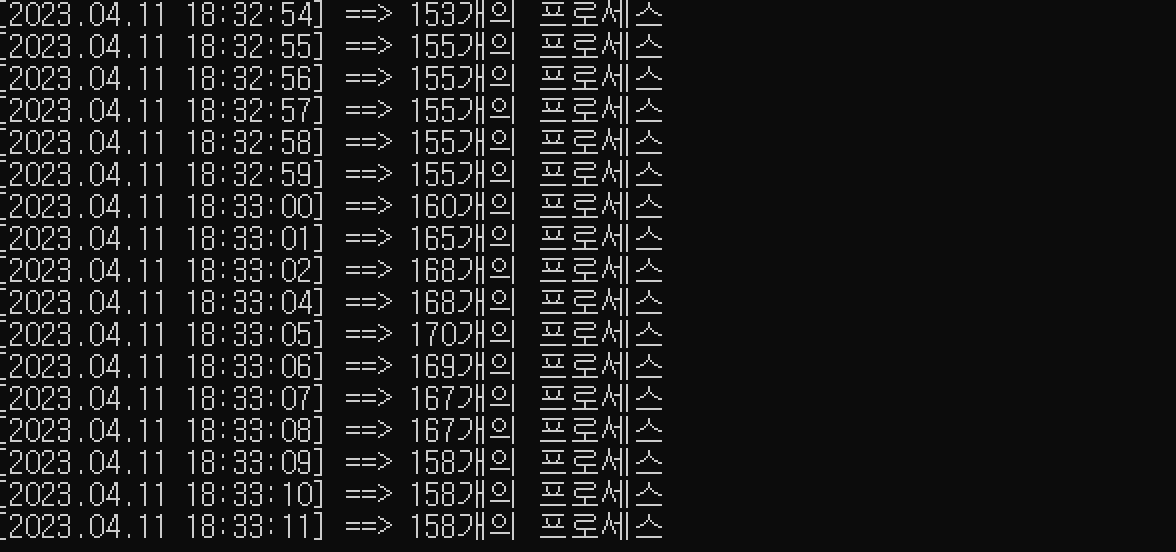 [2023.04.11 18:32:54] ==> 153개의 프로세스
[2023.04.11 18:32:55] ==> 155개의 프로세스
[2023.04.11 18:32:56] ==> 155개의 프로세스
[2023.04.11 18:32:57] ==> 155개의 프로세스
[2023.04.11 18:32:58] ==> 155개의 프로세스
[2023.04.11 18:32:59] ==> 155개의 프로세스
[2023.04.11 18:33:00] ==> 160개의 프로세스
[2023.04.11 18:33:01] ==> 165개의 프로세스
[2023.04.11 18:33:02] ==> 168개의 프로세스
[2023.04.11 18:33:04] ==> 168개의 프로세스
[2023.04.11 18:33:05] ==> 170개의 프로세스
[2023.04.11 18:33:06] ==> 169개의 프로세스
[2023.04.11 18:33:07] ==> 167개의 프로세스
[2023.04.11 18:33:08] ==> 167개의 프로세스
[2023.04.11 18:33:09] ==> 158개의 프로세스
[2023.04.11 18:33:10] ==> 158개의 프로세스
[2023.04.11 18:33:11] ==> 158개의 프로세스